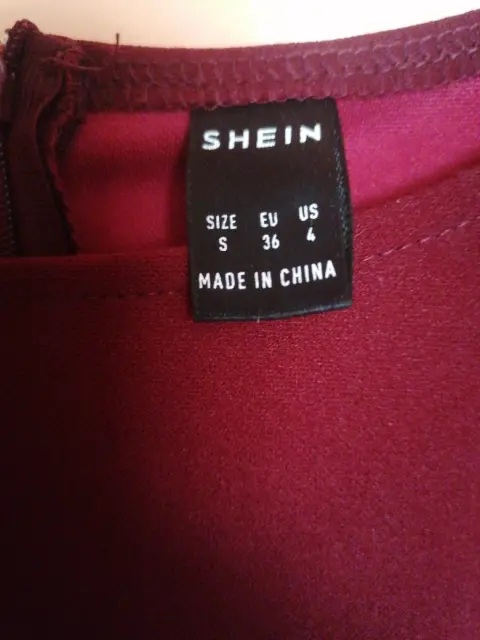 SHEIN
SIZE EU US
S 36 4
MADE IN CHINA